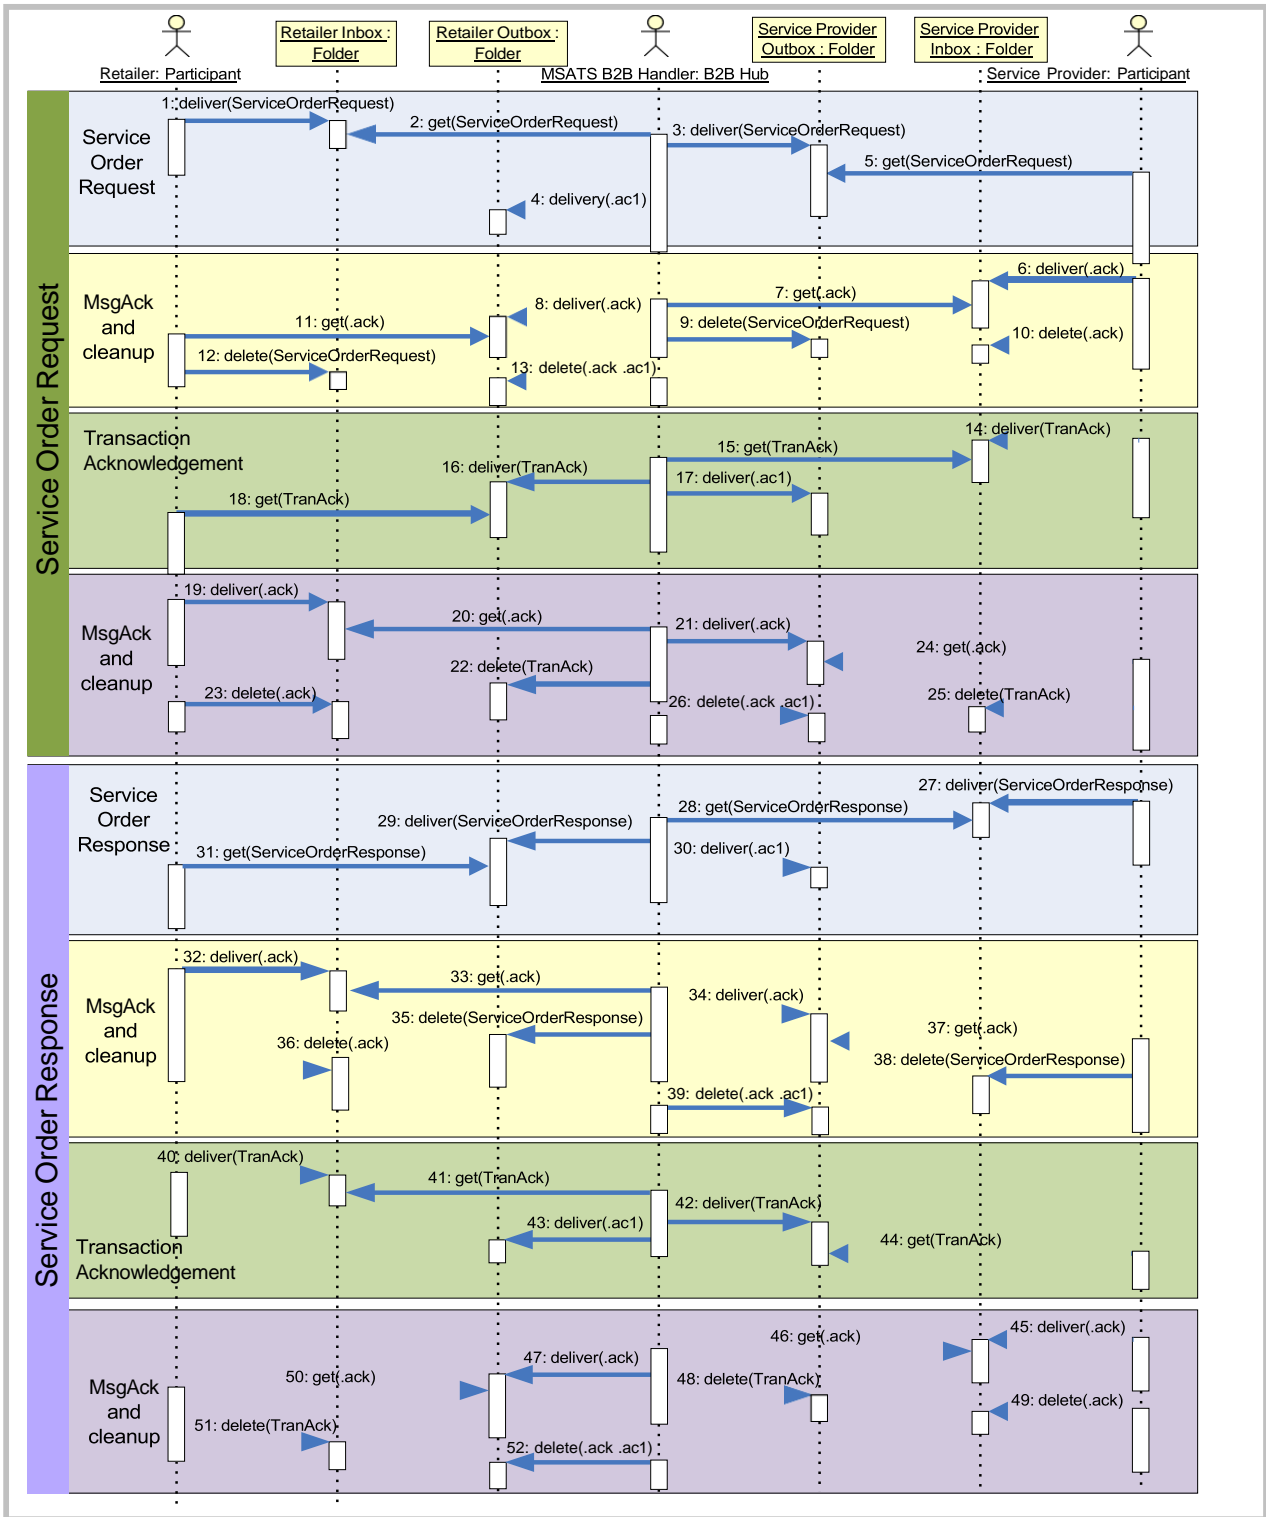 Retailer: Participant
Retailer Inbox :
Folder
Retailer Outbox :
Folder
MSATS B2B Handler: B2B Hub
Service Provider
Outbox : Folder
Service Provider
Inbox : Folder
Service Provider: Participant
Service Order Request
Service
Order
Request
1: deliver(ServiceOrderRequest)
2: get(ServiceOrderRequest)
3: deliver(ServiceOrderRequest)
5: get(ServiceOrderRequest)
4: delivery(.ac1)
MsgAck
and
cleanup
6: deliver(.ack)
7: get(.ack)
8: deliver(.ack)
9: delete(ServiceOrderRequest)
10: delete(.ack)
11: get(.ack)
12: delete(ServiceOrderRequest)
13: delete(.ack .ac1)
Transaction
Acknowledgement
14: deliver(TranAck)
15: get(TranAck)
16: deliver(TranAck)
17: deliver(.ac1)
18: get(TranAck)
MsgAck
and
cleanup
19: deliver(.ack)
20: get(.ack)
21: deliver(.ack)
24: get(.ack)
22: delete(TranAck)
23: delete(.ack)
26: delete(.ack .ac1)
25: delete(TranAck)
Service Order Response
Service
Order
Response
27: deliver(ServiceOrderResponse)
28: get(ServiceOrderResponse)
29: deliver(ServiceOrderResponse)
30: deliver(.ac1)
31: get(ServiceOrderResponse)
MsgAck
and
cleanup
32: deliver(.ack)
33: get(.ack)
34: deliver(.ack)
35: delete(ServiceOrderResponse)
36: delete(.ack)
37: get(.ack)
38: delete(ServiceOrderResponse)
39: delete(.ack .ac1)
40: deliver(TranAck)
41: get(TranAck)
42: deliver(TranAck)
43: deliver(.ac1)
44: get(TranAck)
Transaction
Acknowledgement
MsgAck
and
cleanup
45: deliver(.ack)
46: get(.ack)
47: deliver(.ack)
50: get(.ack)
48: delete(TranAck)
49: delete(.ack)
51: delete(TranAck)
52: delete(.ack .ac1)